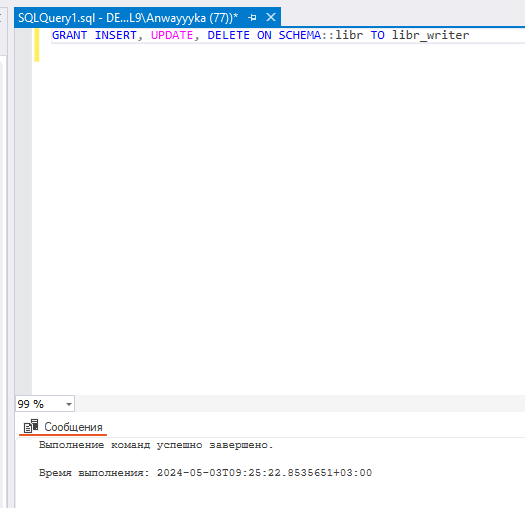 SQLQuery1.sql - DE...L9\Anwayyyka (77))*
GRANT INSERT, UPDATE, DELETE ON SCHEMA::libr TO libr_writer
99 %
Сообщения
Выполнение команд успешно завершено.
Время выполнения: 2024-05-03T09:25:22.8535651+03:00